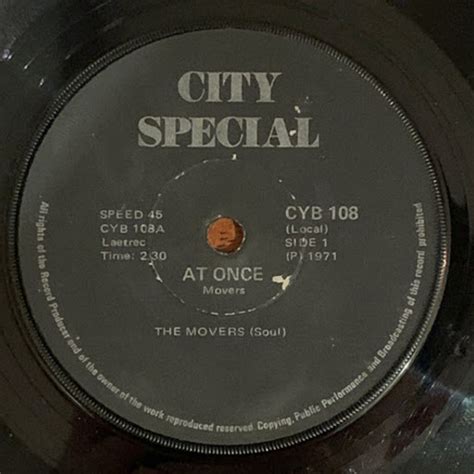 CITY
SPECIAL
SPEED 45
CYB 108A
Laetrec
Time: 2.30
CYB 108
(Local)
SIDE 1
(P) 1971
AT ONCE
Movers
THE MOVERS (Soul)
All rights of the Record Producer and of the owner of the work reproduced reserved. Copying, Public Performance and Broadcasting of this record prohibited